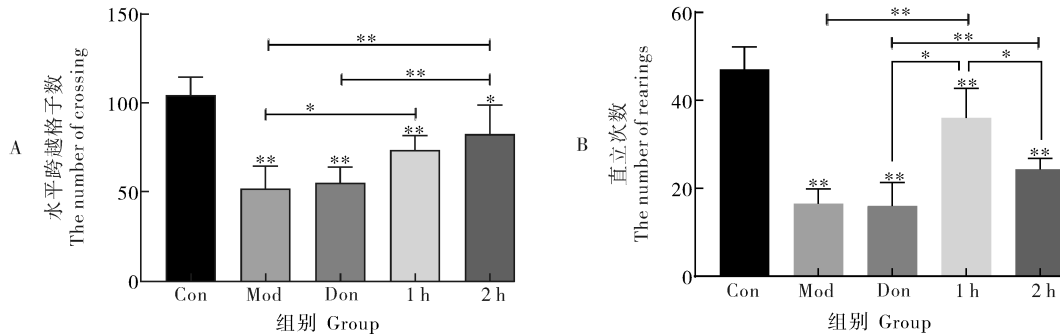 A
水平跨越格子数
The number of crossing
150
100
50
0
**
**
*
**
**
**
*
Con
Mod
Don
1 h
2 h
组别 Group
B
直立次数
The number of rearings
60
40
20
0
**
**
*
*
**
**
**
**
Con
Mod
Don
1 h
2 h
组别 Group